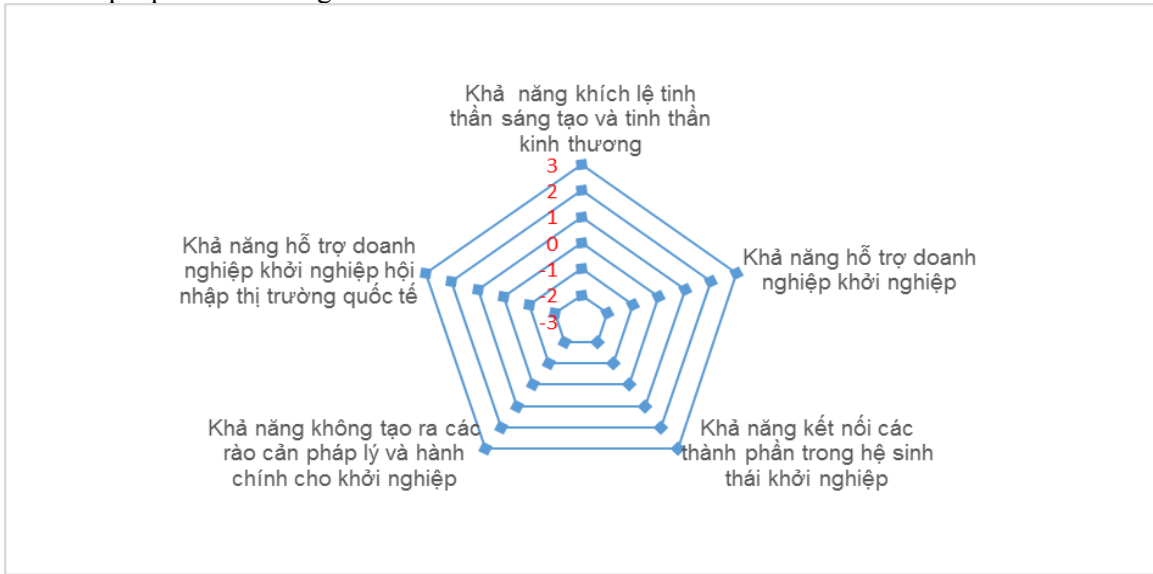 Khả năng khích lệ tinh
thần sáng tạo và tinh thần
kinh thương
3
2
1
0
-1
-2
-3
Khả năng hỗ trợ doanh
nghiệp khởi nghiệp
Khả năng kết nối các
thành phần trong hệ sinh
thái khởi nghiệp
Khả năng không tạo ra các
rào cản pháp lý và hành
chính cho khởi nghiệp
Khả năng hỗ trợ doanh
nghiệp khởi nghiệp hội
nhập thị trường quốc tế